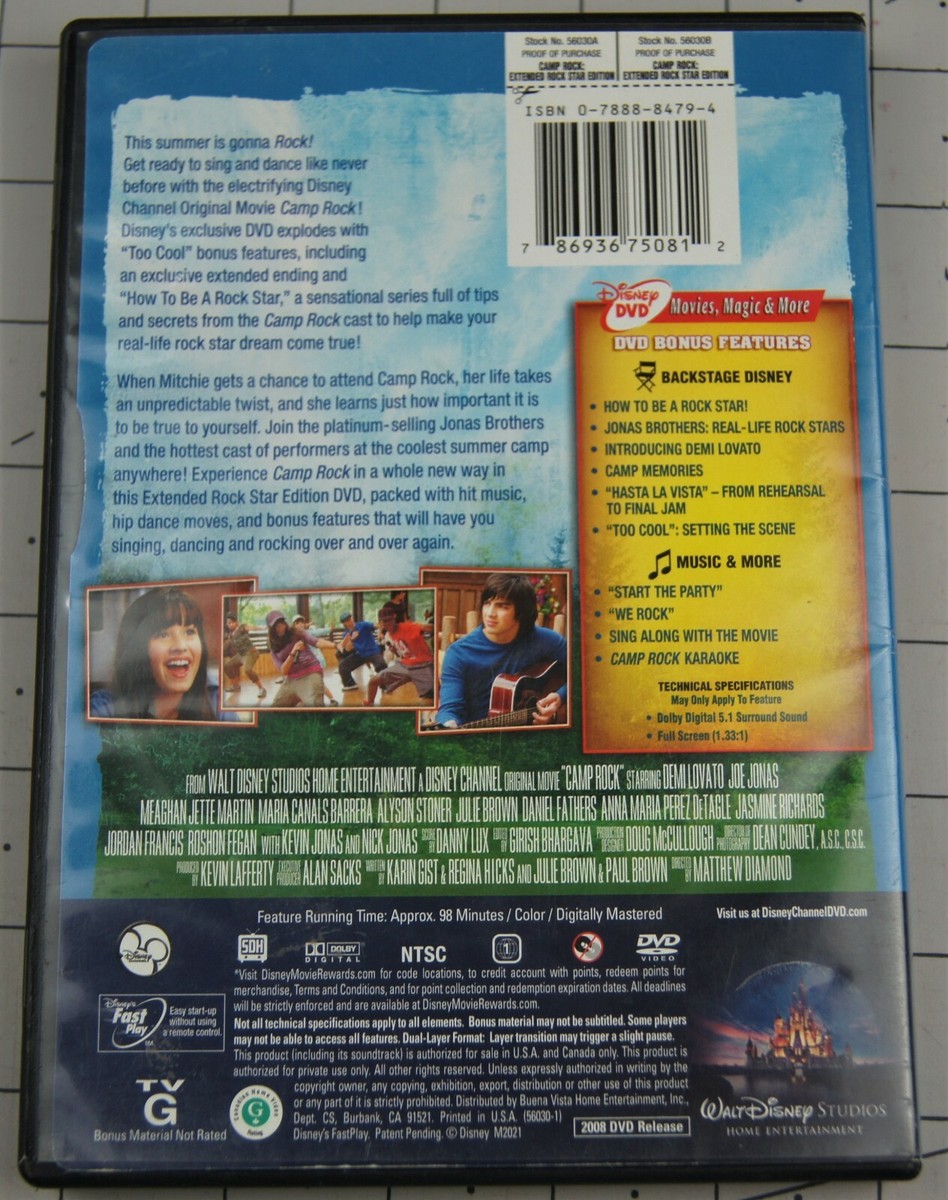 Stock No. 56030A
PROOF OF PURCHASE
CAMP ROCK:
EXTENDED ROCK STAR EDITION
Stock No. 56030B
PROOF OF PURCHASE
CAMP ROCK:
EXTENDED ROCK STAR EDITION
ISBN 0-7888-8479-4
7 86936 75081 2
This summer is gonna Rock!
Get ready to sing and dance like never
before with the electrifying Disney
Channel Original Movie Camp Rock!
Disney's exclusive DVD explodes with
"Too Cool" bonus features, including
an exclusive extended ending and
"How To Be A Rock Star," a sensational series full of tips
and secrets from the Camp Rock cast to help make your
real-life rock star dream come true!
When Mitchie gets a chance to attend Camp Rock, her life takes
an unpredictable twist, and she learns just how important it is
to be true to yourself. Join the platinum-selling Jonas Brothers
and the hottest cast of performers at the coolest summer camp
anywhere! Experience Camp Rock in a whole new way in
this Extended Rock Star Edition DVD, packed with hit music,
hip dance moves, and bonus features that will have you
singing, dancing and rocking over and over again.
Disney DVD Movies, Magic & More
DVD BONUS FEATURES
BACKSTAGE DISNEY
• HOW TO BE A ROCK STAR!
• JONAS BROTHERS: REAL-LIFE ROCK STARS
• INTRODUCING DEMI LOVATO
• CAMP MEMORIES
• "HASTA LA VISTA" – FROM REHEARSAL
TO FINAL JAM
• "TOO COOL": SETTING THE SCENE
MUSIC & MORE
• "START THE PARTY"
• "WE ROCK"
• SING ALONG WITH THE MOVIE
• CAMP ROCK KARAOKE
TECHNICAL SPECIFICATIONS
May Only Apply To Feature
• Dolby Digital 5.1 Surround Sound
• Full Screen (1.33:1)
FROM WALT DISNEY STUDIOS HOME ENTERTAINMENT A DISNEY CHANNEL ORIGINAL MOVIE "CAMP ROCK" STARRING DEMI LOVATO JOE JONAS
MEAGHAN JETTE MARTIN MARIA CANALS BARRERA ALYSON STONER JULIE BROWN DANIEL FATHERS ANNA MARIA PEREZ DE TAGLE JASMINE RICHARDS
JORDAN FRANCIS ROSHON FEGAN WITH KEVIN JONAS AND NICK JONAS SCORE BY DANNY LUX EDITED BY GIRISH BHARGAVA PRODUCTION DESIGNER DOUG McCULLOUGH DIRECTOR OF PHOTOGRAPHY DEAN CUNDEY, A.S.C., C.S.C.
PRODUCED BY KEVIN LAFFERTY EXECUTIVE PRODUCER ALAN SACKS WRITTEN BY KARIN GIST & REGINA HICKS AND JULIE BROWN & PAUL BROWN DIRECTED BY MATTHEW DIAMOND
Feature Running Time: Approx. 98 Minutes / Color / Digitally Mastered
Visit us at DisneyChannelDVD.com
Disney
SDH
DOLBY
DIGITAL
NTSC
1
DVD
VIDEO
*Visit DisneyMovieRewards.com for code locations, to credit account with points, redeem points for
merchandise, Terms and Conditions, and for point collection and redemption expiration dates. All deadlines
will be strictly enforced and are available at DisneyMovieRewards.com.
Disney's
Fast
Play
Easy start-up
without using
a remote control.
Not all technical specifications apply to all elements. Bonus material may not be subtitled. Some players
may not be able to access all features. Dual-Layer Format: Layer transition may trigger a slight pause.
This product (including its soundtrack) is authorized for sale in U.S.A. and Canada only. This product is
authorized for private use only. All other rights reserved. Unless expressly authorized in writing by the
copyright owner, any copying, exhibition, export, distribution or other use of this product
or any part of it is strictly prohibited. Distributed by Buena Vista Home Entertainment, Inc.,
Dept. CS, Burbank, CA 91521. Printed in U.S.A. (56030-1)
Disney's FastPlay. Patent Pending. © Disney M2021
2008 DVD Release
TV
G
Bonus Material Not Rated
Canadian Home Video
G
Rating
WALT DISNEY STUDIOS
HOME ENTERTAINMENT